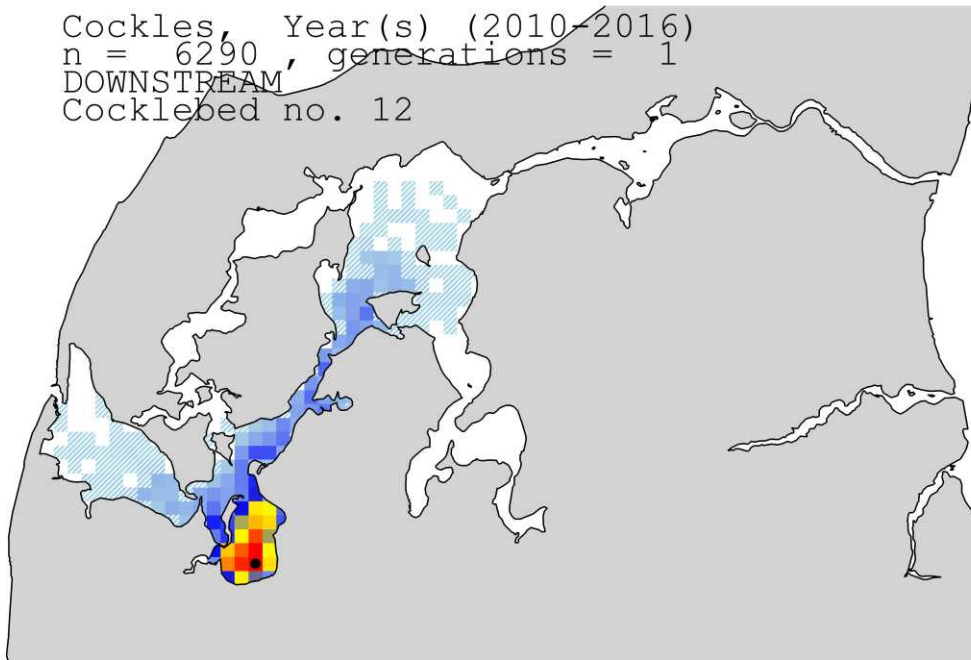 Cockles, Year(s) (2010-2016)
n = 6290 , generations = 1
DOWNSTREAM
Cocklebed no. 12